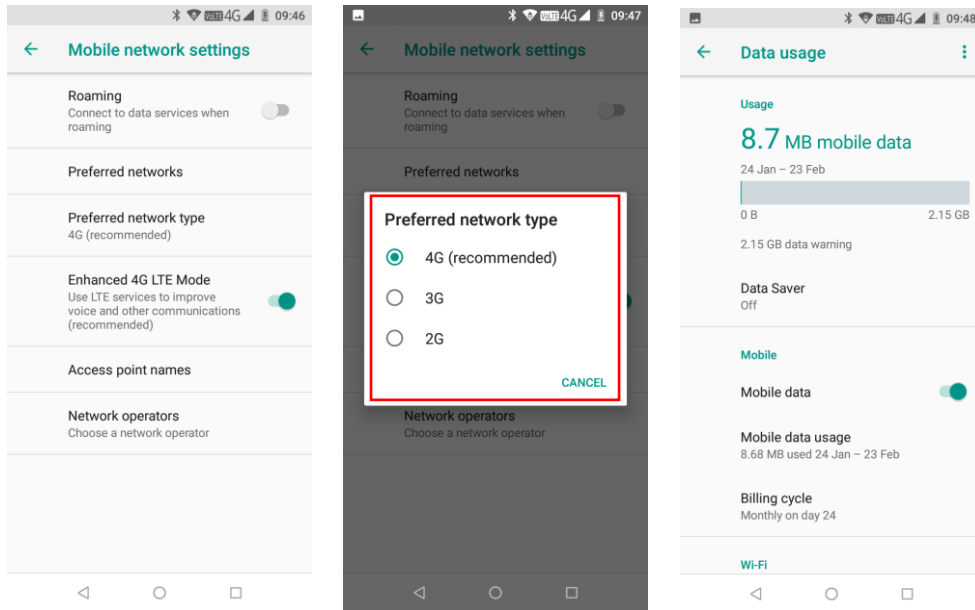 VoLTE 4G 09:46
Mobile network settings
Roaming
Connect to data services when
roaming
Preferred networks
Preferred network type
4G (recommended)
Enhanced 4G LTE Mode
Use LTE services to improve
voice and other communications
(recommended)
Access point names
Network operators
Choose a network operator
VoLTE 4G 09:47
Mobile network settings
Roaming
Connect to data services when
roaming
Preferred networks
Preferred network type
4G (recommended)
3G
2G
CANCEL
Network operators
Choose a network operator
VoLTE 4G 09:48
Data usage
Usage
8.7 MB mobile data
24 Jan – 23 Feb
0 B 2.15 GB
2.15 GB data warning
Data Saver
Off
Mobile
Mobile data
Mobile data usage
8.68 MB used 24 Jan – 23 Feb
Billing cycle
Monthly on day 24
Wi-Fi